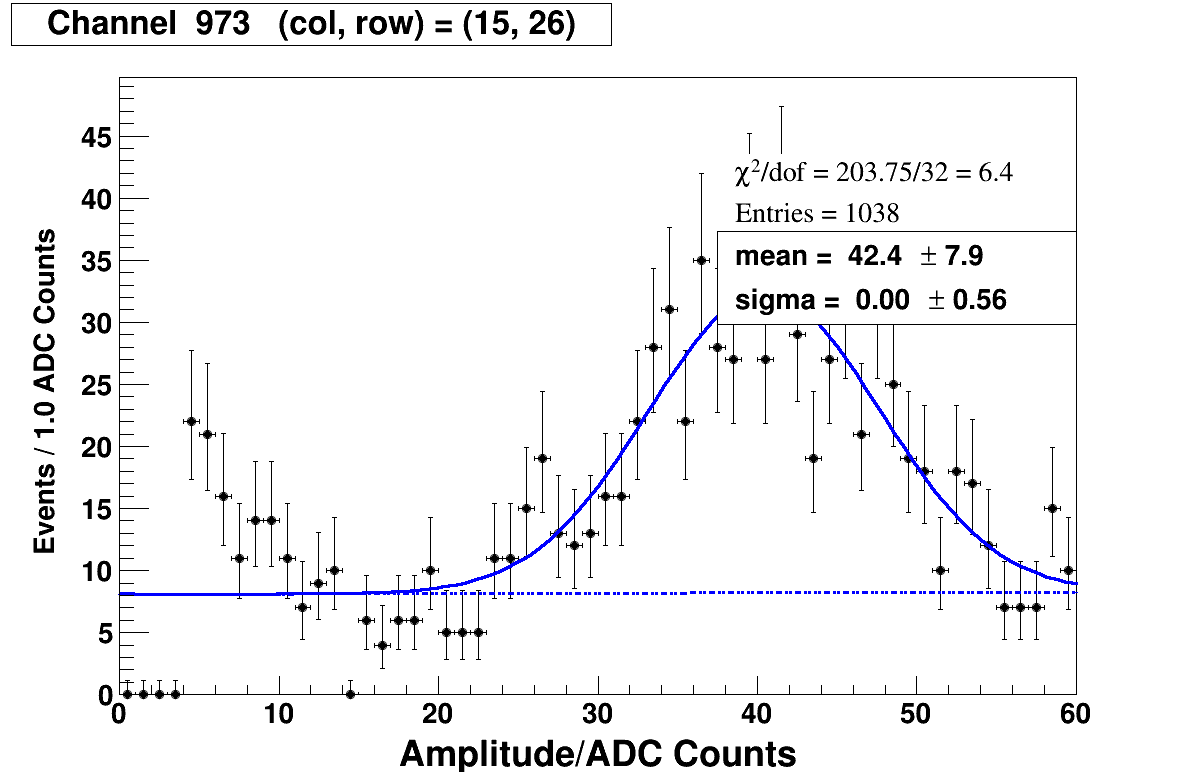 Channel 973 (col, row) = (15, 26)
45
40
35
30
25
20
15
10
5
0
Events / 1.0 ADC Counts
χ²/dof = 203.75/32 = 6.4
Entries = 1038
mean = 42.4 ± 7.9
sigma = 0.00 ± 0.56
0 10 20 30 40 50 60
Amplitude/ADC Counts